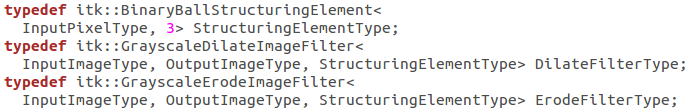 typedef itk::BinaryBallStructuringElement<
InputPixelType, 3> StructuringElementType;
typedef itk::GrayscaleDilateImageFilter<
InputImageType, OutputImageType, StructuringElementType> DilateFilterType;
typedef itk::GrayscaleErodeImageFilter<
InputImageType, OutputImageType, StructuringElementType> ErodeFilterType;